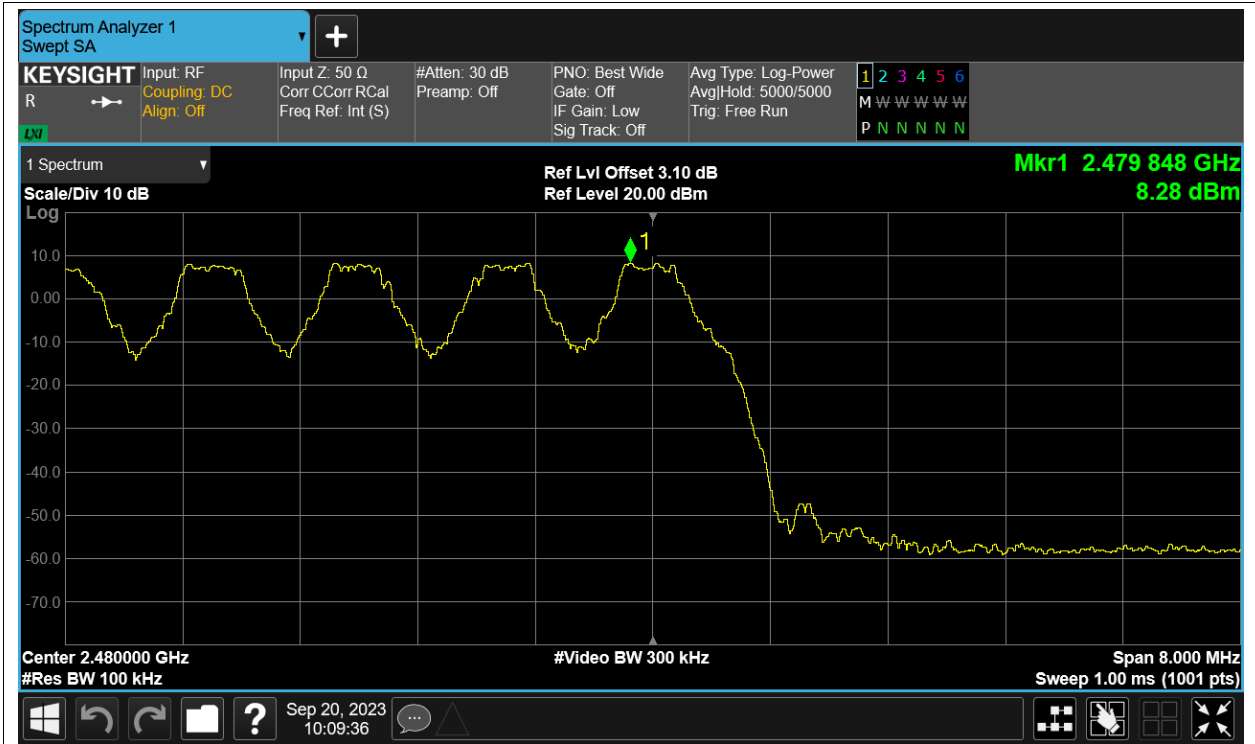 Spectrum Analyzer 1
Swept SA
KEYSIGHT
R
LXI
Input: RF
Coupling: DC
Align: Off
Input Z: 50 Ω
Corr CCorr RCal
Freq Ref: Int (S)
#Atten: 30 dB
Preamp: Off
PNO: Best Wide
Gate: Off
IF Gain: Low
Sig Track: Off
Avg Type: Log-Power
Avg|Hold: 5000/5000
Trig: Free Run
1 2 3 4 5 6
M W W W W W
P N N N N N
1 Spectrum
Scale/Div 10 dB
Log
Ref Lvl Offset 3.10 dB
Ref Level 20.00 dBm
Mkr1 2.479 848 GHz
8.28 dBm
1
10.0
0.00
-10.0
-20.0
-30.0
-40.0
-50.0
-60.0
-70.0
Center 2.480000 GHz
#Res BW 100 kHz
#Video BW 300 kHz
Span 8.000 MHz
Sweep 1.00 ms (1001 pts)
?
Sep 20, 2023
10:09:36